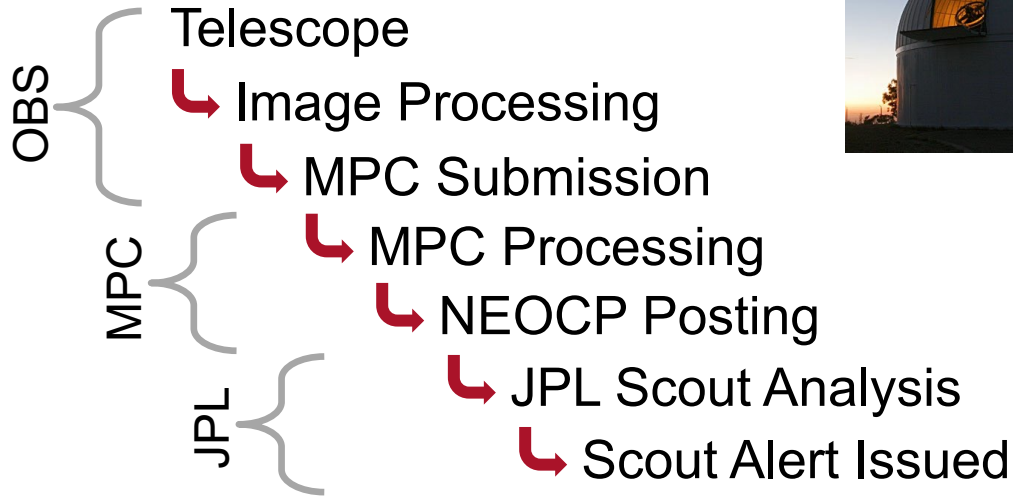 OBS
Telescope
Image Processing
MPC Submission
MPC
MPC Processing
NEOCP Posting
JPL
JPL Scout Analysis
Scout Alert Issued